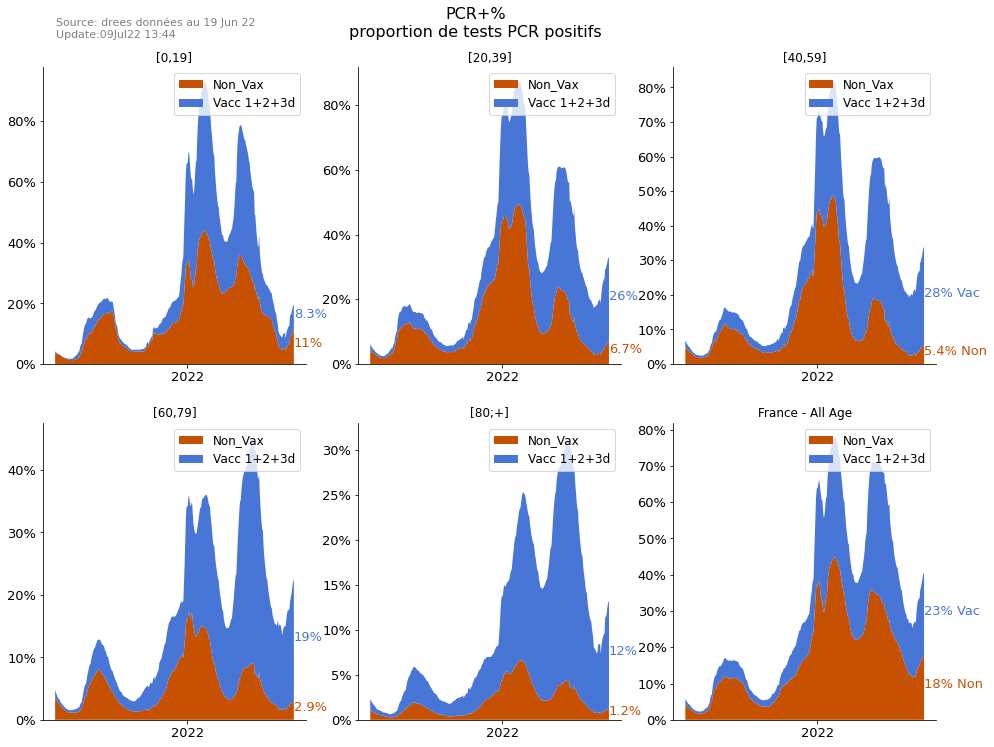 Source: drees données au 19 Jun 22
Update:09Jul22 13:44
PCR+%
proportion de tests PCR positifs
[0,19]
Non_Vax
Vacc 1+2+3d
80%
60%
40%
20%
0%
8.3%
11%
2022
[20,39]
Non_Vax
Vacc 1+2+3d
80%
60%
40%
20%
0%
26%
6.7%
2022
[40,59]
Non_Vax
Vacc 1+2+3d
80%
70%
60%
50%
40%
30%
20%
10%
0%
28% Vac
5.4% Non
2022
[60,79]
Non_Vax
Vacc 1+2+3d
40%
30%
20%
10%
0%
19%
2.9%
2022
[80;+]
Non_Vax
Vacc 1+2+3d
30%
25%
20%
15%
10%
5%
0%
12%
1.2%
2022
France - All Age
Non_Vax
Vacc 1+2+3d
80%
70%
60%
50%
40%
30%
20%
10%
0%
23% Vac
18% Non
2022